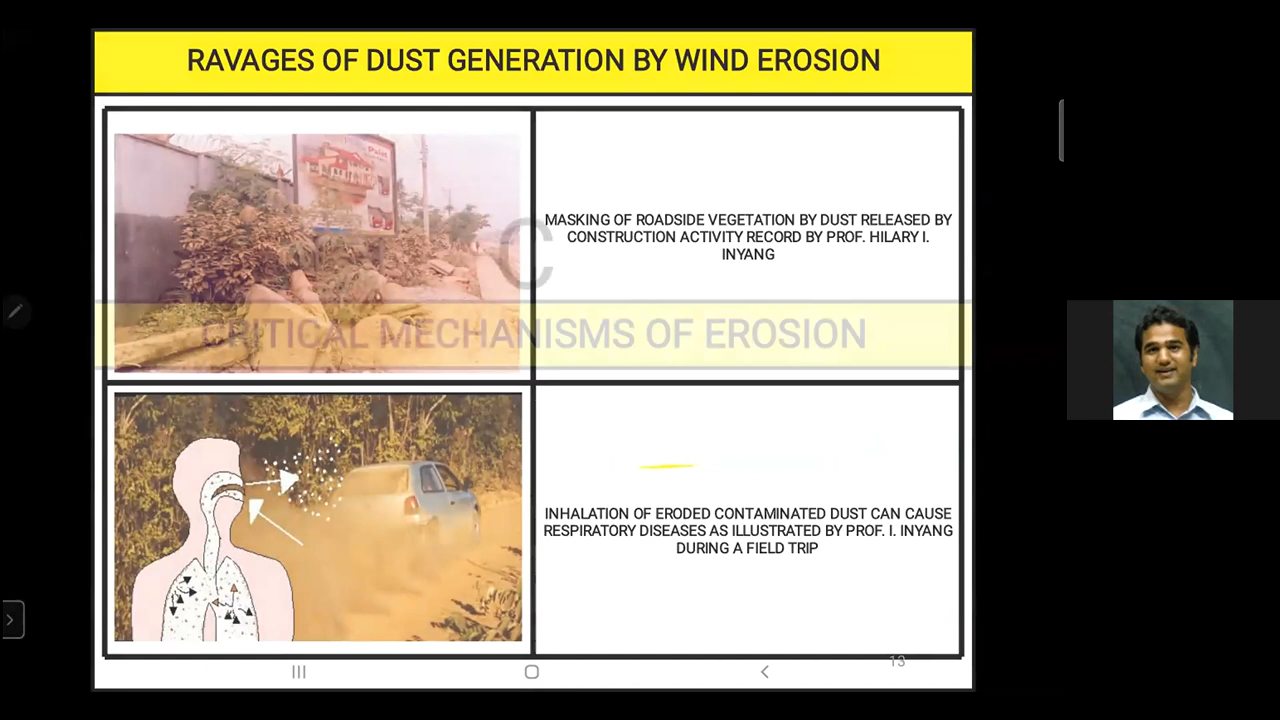 RAVAGES OF DUST GENERATION BY WIND EROSION
Paint
MASKING OF ROADSIDE VEGETATION BY DUST RELEASED BY
CONSTRUCTION ACTIVITY RECORD BY PROF. HILARY I.
INYANG
C
CRITICAL MECHANISMS OF EROSION
INHALATION OF ERODED CONTAMINATED DUST CAN CAUSE
RESPIRATORY DISEASES AS ILLUSTRATED BY PROF. I. INYANG
DURING A FIELD TRIP
13